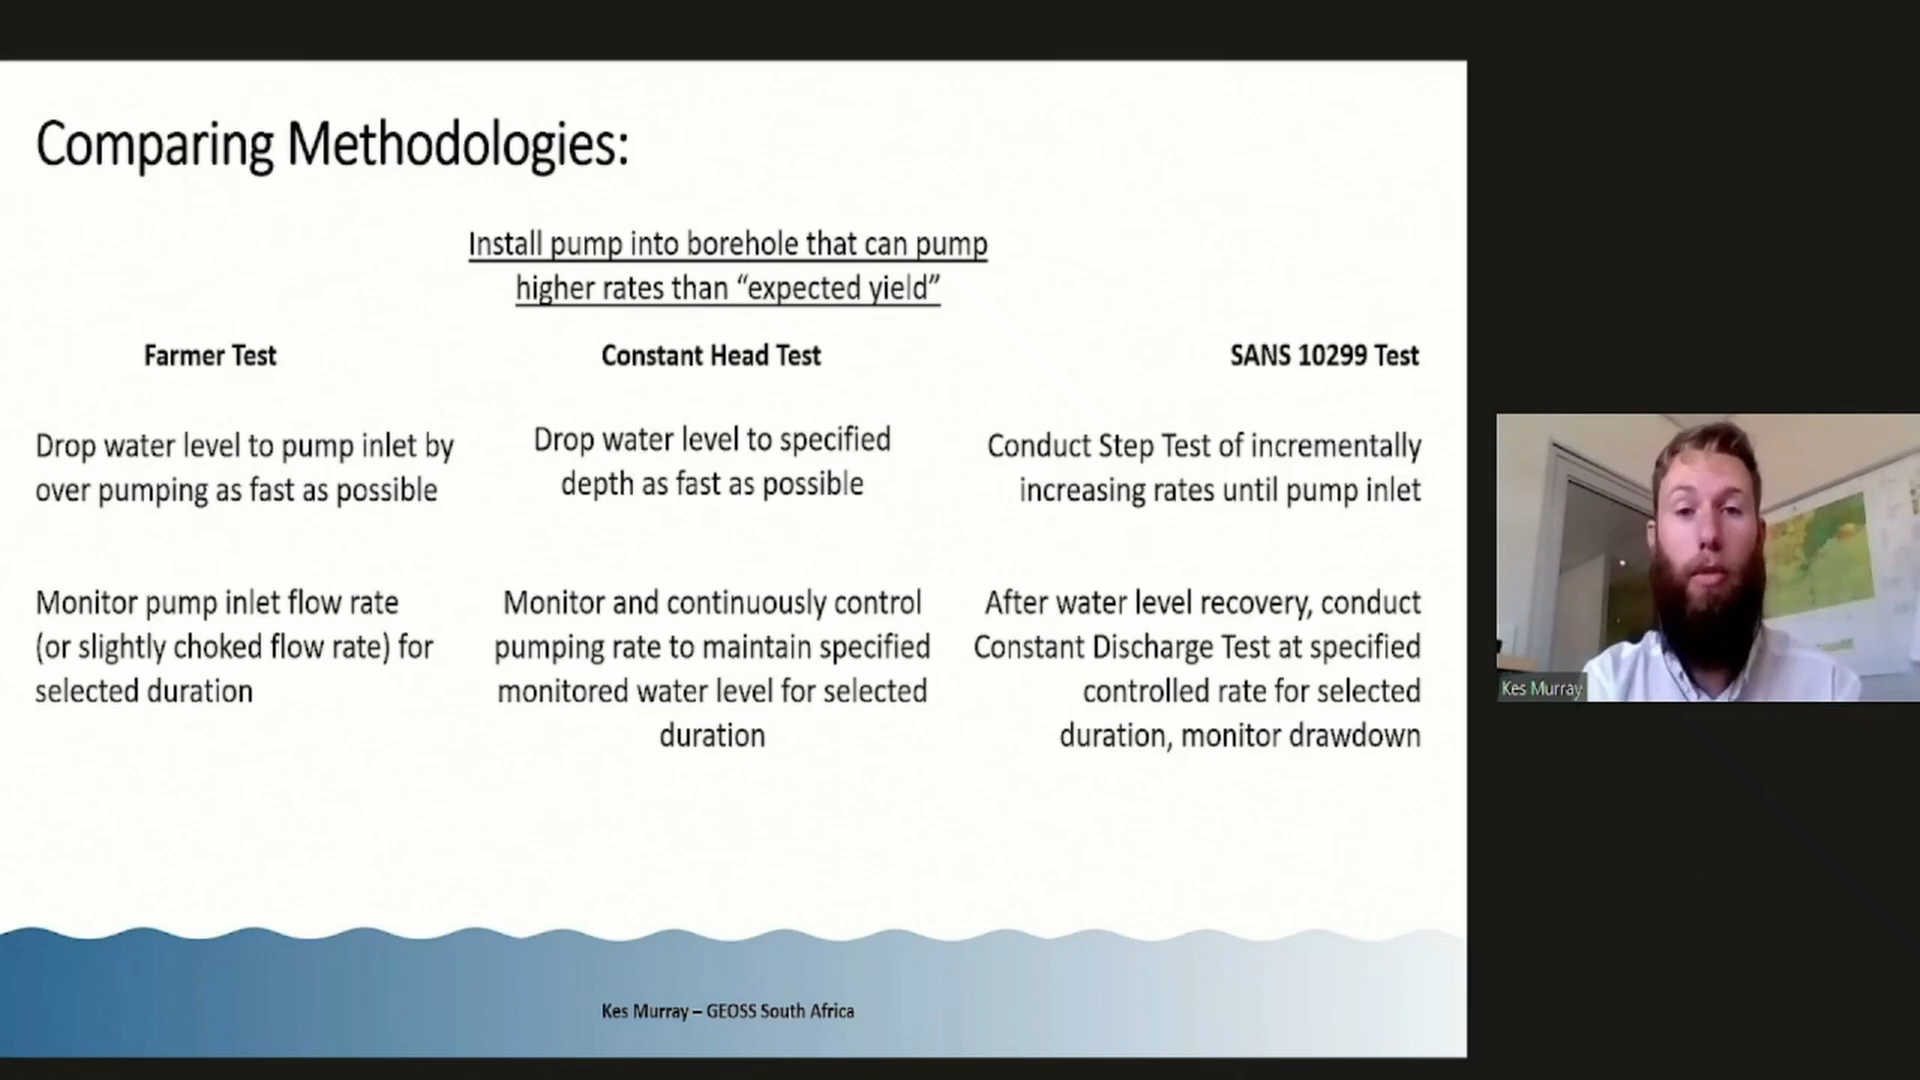 Comparing Methodologies:
Install pump into borehole that can pump
higher rates than “expected yield”
Farmer Test
Drop water level to pump inlet by
over pumping as fast as possible
Monitor pump inlet flow rate
(or slightly choked flow rate) for
selected duration
Constant Head Test
Drop water level to specified
depth as fast as possible
Monitor and continuously control
pumping rate to maintain specified
monitored water level for selected
duration
SANS 10299 Test
Conduct Step Test of incrementally
increasing rates until pump inlet
After water level recovery, conduct
Constant Discharge Test at specified
controlled rate for selected
duration, monitor drawdown
Kes Murray – GEOSS South Africa
Kes Murray